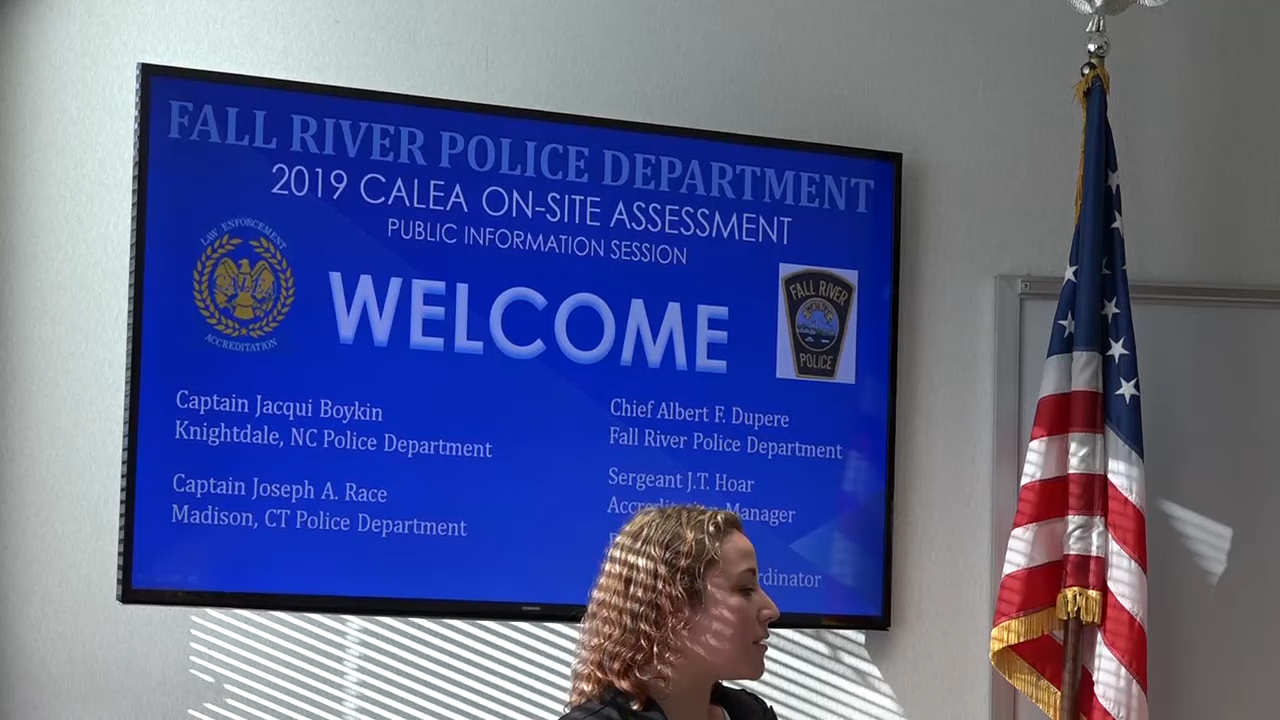 FALL RIVER POLICE DEPARTMENT
2019 CALEA ON-SITE ASSESSMENT
PUBLIC INFORMATION SESSION
LAW ENFORCEMENT
ACCREDITATION
WELCOME
FALL RIVER
POLICE
Captain Jacqui Boykin
Knightdale, NC Police Department
Captain Joseph A. Race
Madison, CT Police Department
Chief Albert F. Dupere
Fall River Police Department
Sergeant J.T. Hoar
Manager